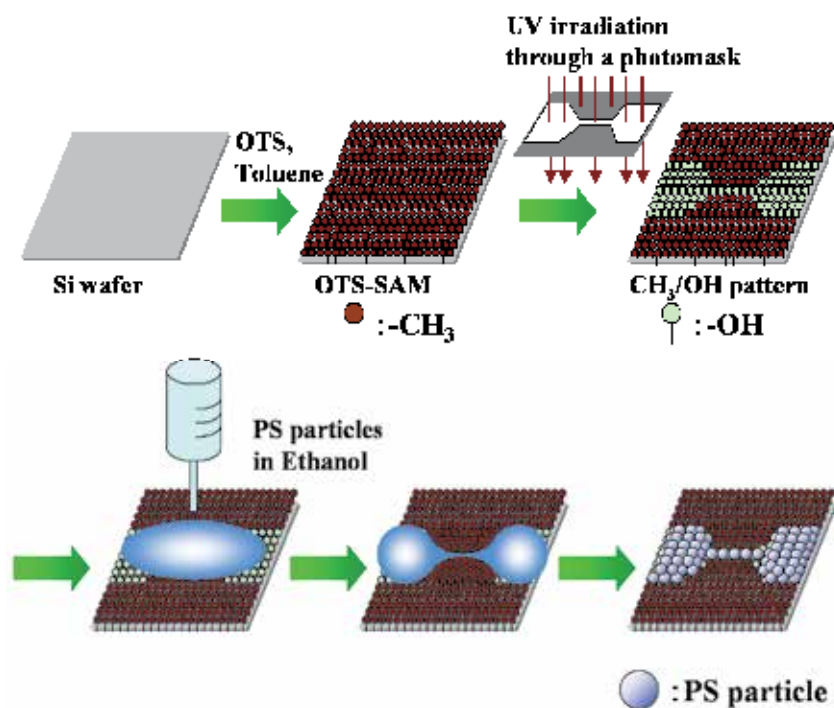 UV irradiation
through a photomask
OTS,
Toluene
Si wafer
OTS-SAM
CH₃/OH pattern
:-CH₃
:-OH
PS particles
in Ethanol
:PS particle